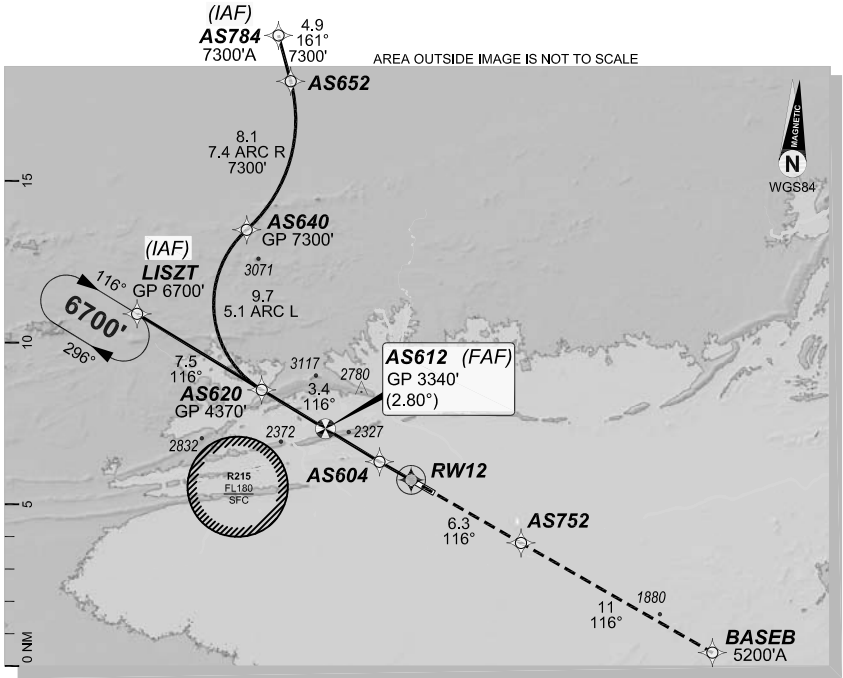 (IAF)
AS784
7300'A
4.9
161°
7300'
AREA OUTSIDE IMAGE IS NOT TO SCALE
AS652
MAGNETIC
N
WGS84
8.1
7.4 ARC R
7300'
15
AS640
GP 7300'
3071
(IAF)
LISZT
GP 6700'
116°
6700'
296°
9.7
5.1 ARC L
10
7.5
116°
3117
2780
3.4
116°
AS612 (FAF)
GP 3340'
(2.80°)
AS620
GP 4370'
2832
2372
2327
AS604
RW12
R215
FL180
SFC
5
6.3
116°
AS752
1880
11
116°
BASEB
5200'A
0 NM